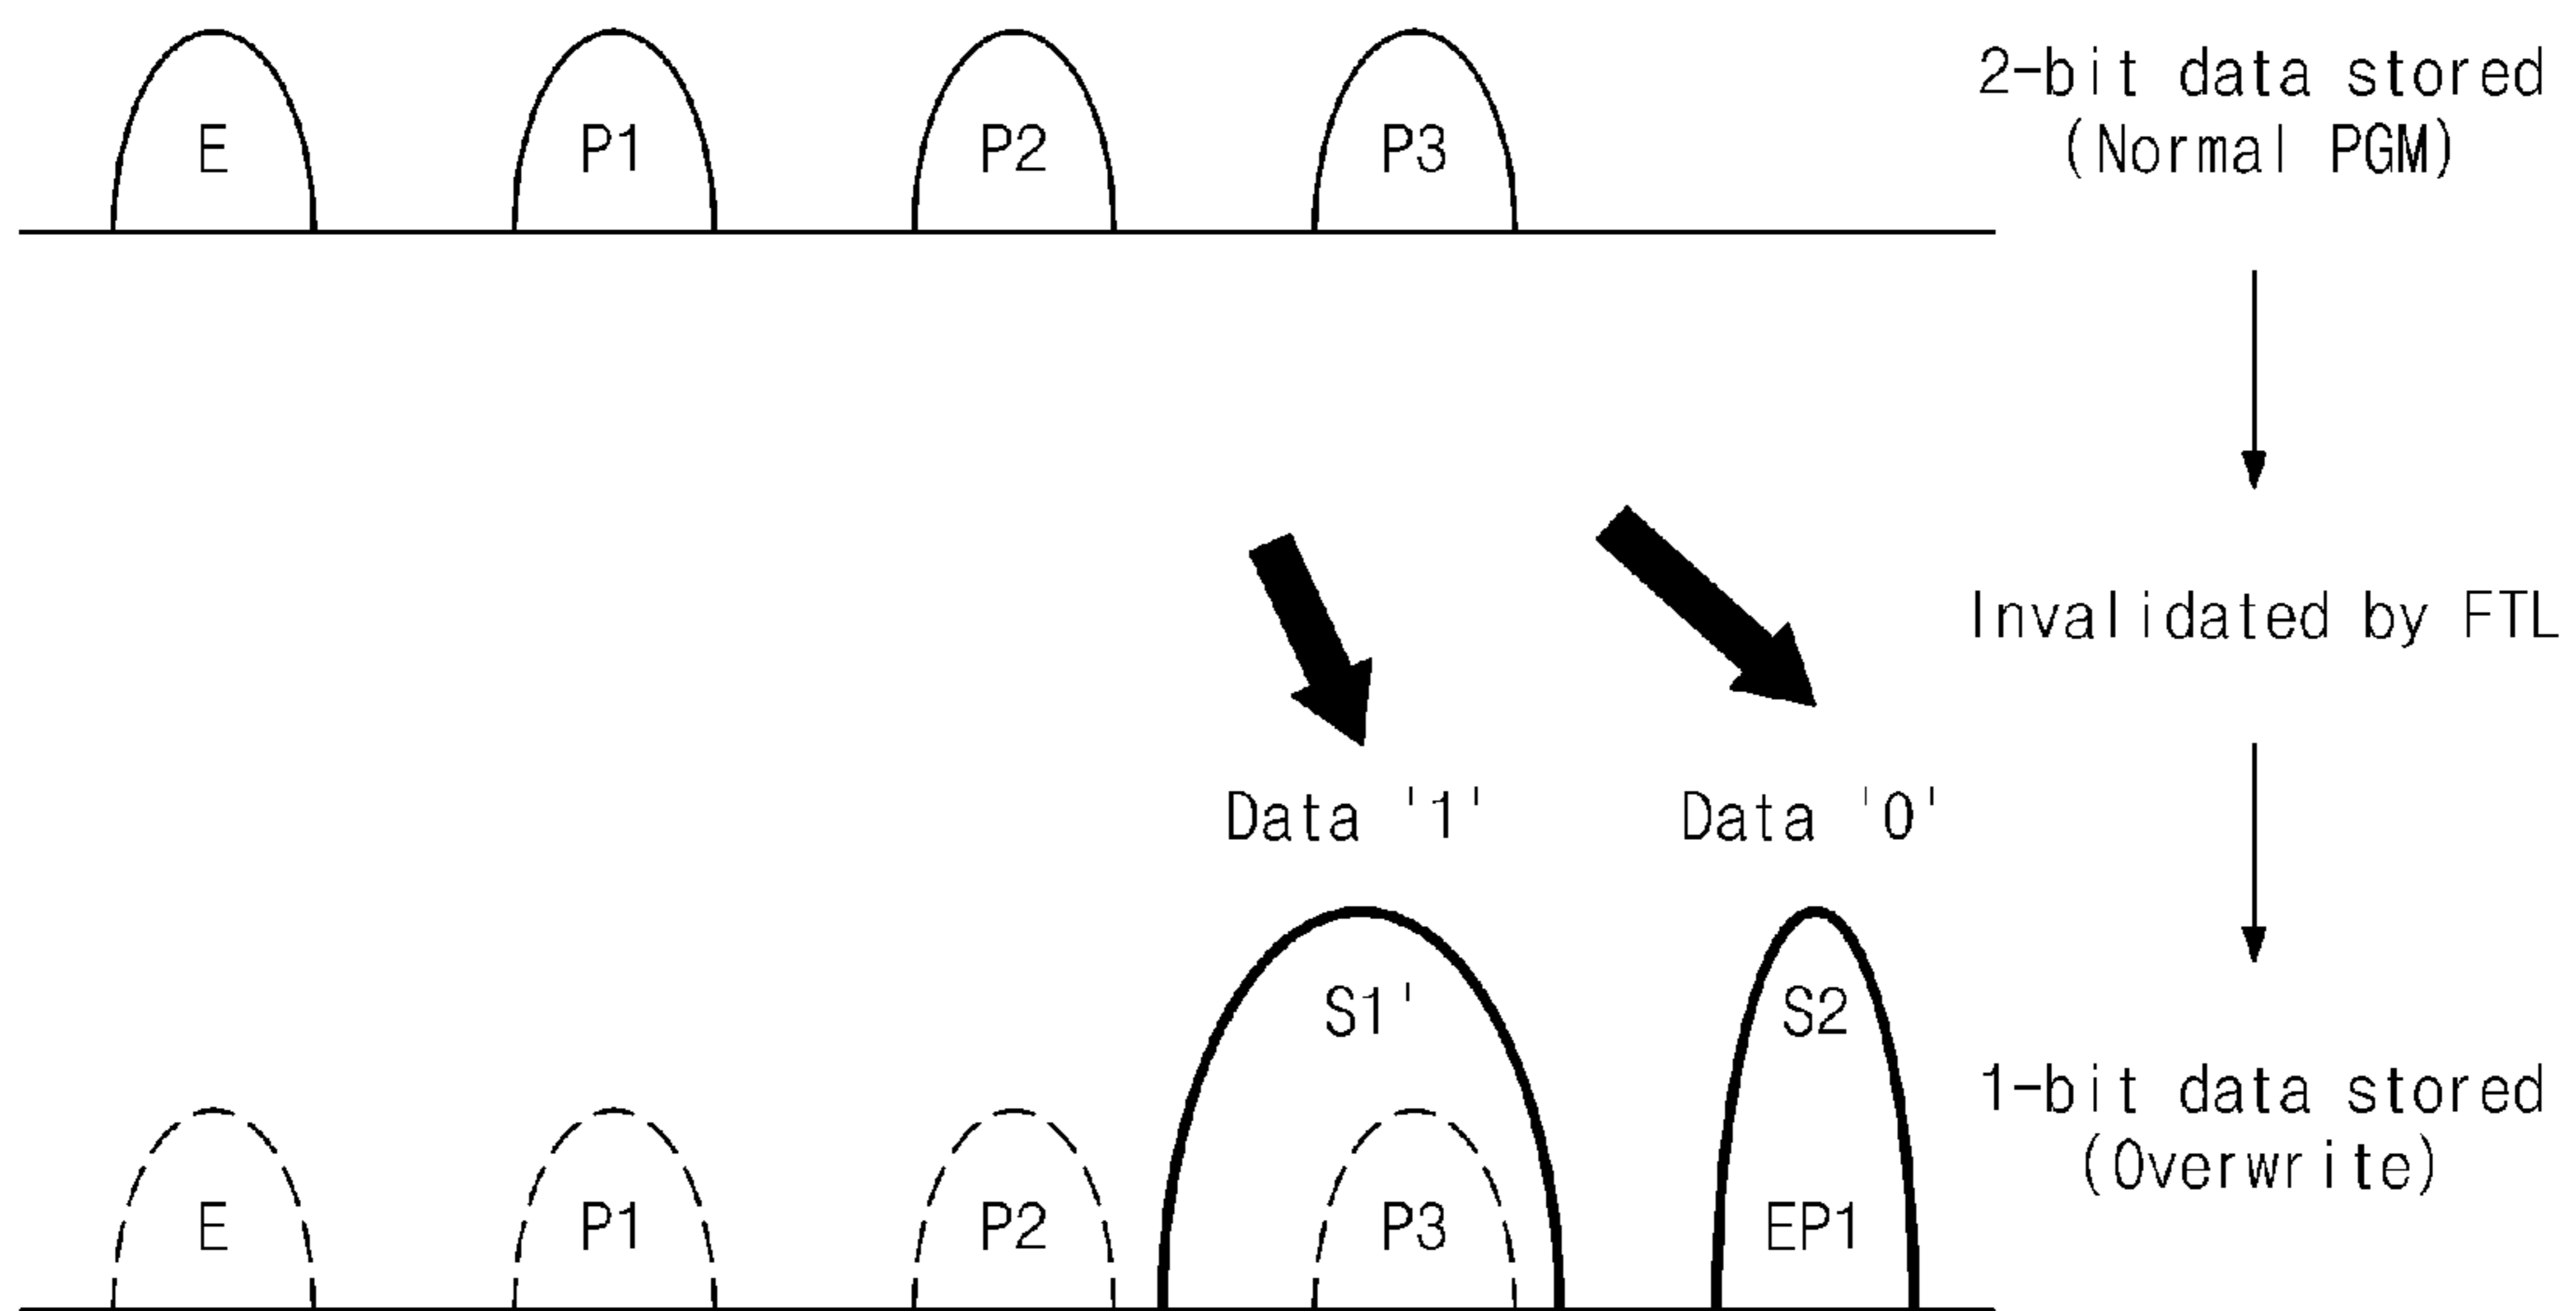 E P1 P2 P3
2-bit data stored
(Normal PGM)
Invalidated by FTL
Data '1' Data '0'
S1' S2
1-bit data stored
(Overwrite)
E P1 P2 P3 EP1